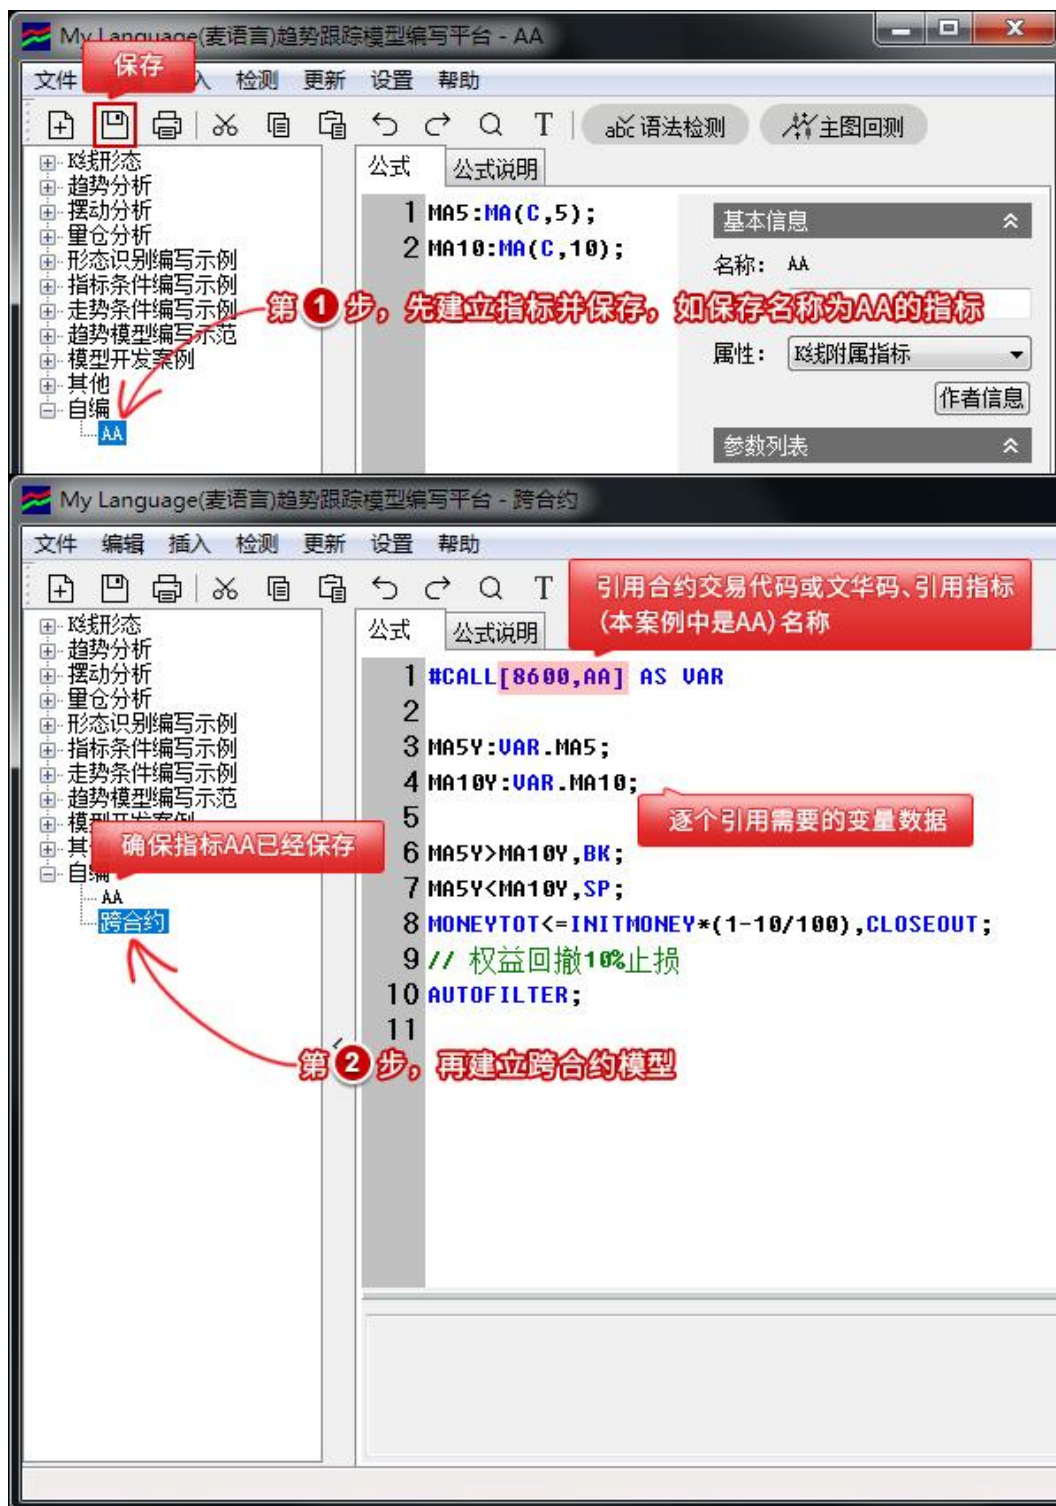 My Language(麦语言)趋势跟踪模型编写平台 - AA
保存
文件 入 检测 更新 设置 帮助
T abc 语法检测 主图回测
K线形态
趋势分析
摆动分析
量仓分析
形态识别编写示例
指标条件编写示例
走势条件编写示例
趋势模型编写示范
模型开发案例
其他
自编
AA
公式 公式说明
1 MA5:MA(C,5);
2 MA10:MA(C,10);
基本信息
名称: AA
第1步，先建立指标并保存，如保存名称为AA的指标
属性: K线附属指标
作者信息
参数列表
My Language(麦语言)趋势跟踪模型编写平台 - 跨合约
文件 编辑 插入 检测 更新 设置 帮助
T
引用合约交易代码或文华码、引用指标
(本案例中是AA)名称
K线形态
趋势分析
摆动分析
量仓分析
形态识别编写示例
指标条件编写示例
走势条件编写示例
趋势模型编写示范
模型开发案例
其
自编
AA
跨合约
确保指标AA已经保存
公式 公式说明
1 #CALL[8600,AA] AS VAR
2
3 MA5Y:VAR.MA5;
4 MA10Y:VAR.MA10;
5
逐个引用需要的变量数据
6 MA5Y>MA10Y,BK;
7 MA5Y<MA10Y,SP;
8 MONEYTOT<=INITMONEY*(1-10/100),CLOSEOUT;
9 // 权益回撤10%止损
10 AUTOFILTER;
11
第2步，再建立跨合约模型